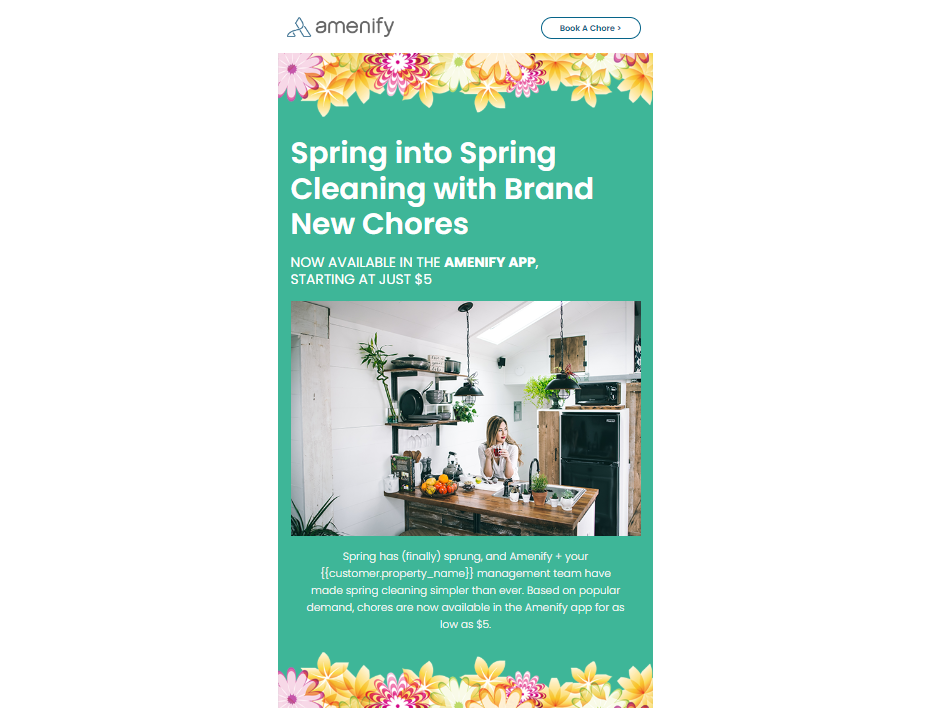 amenify
Book A Chore >
Spring into Spring
Cleaning with Brand
New Chores
NOW AVAILABLE IN THE AMENIFY APP,
STARTING AT JUST $5
Spring has (finally) sprung, and Amenify + your
{{customer.property_name}} management team have
made spring cleaning simpler than ever. Based on popular
demand, chores are now available in the Amenify app for as
low as $5.